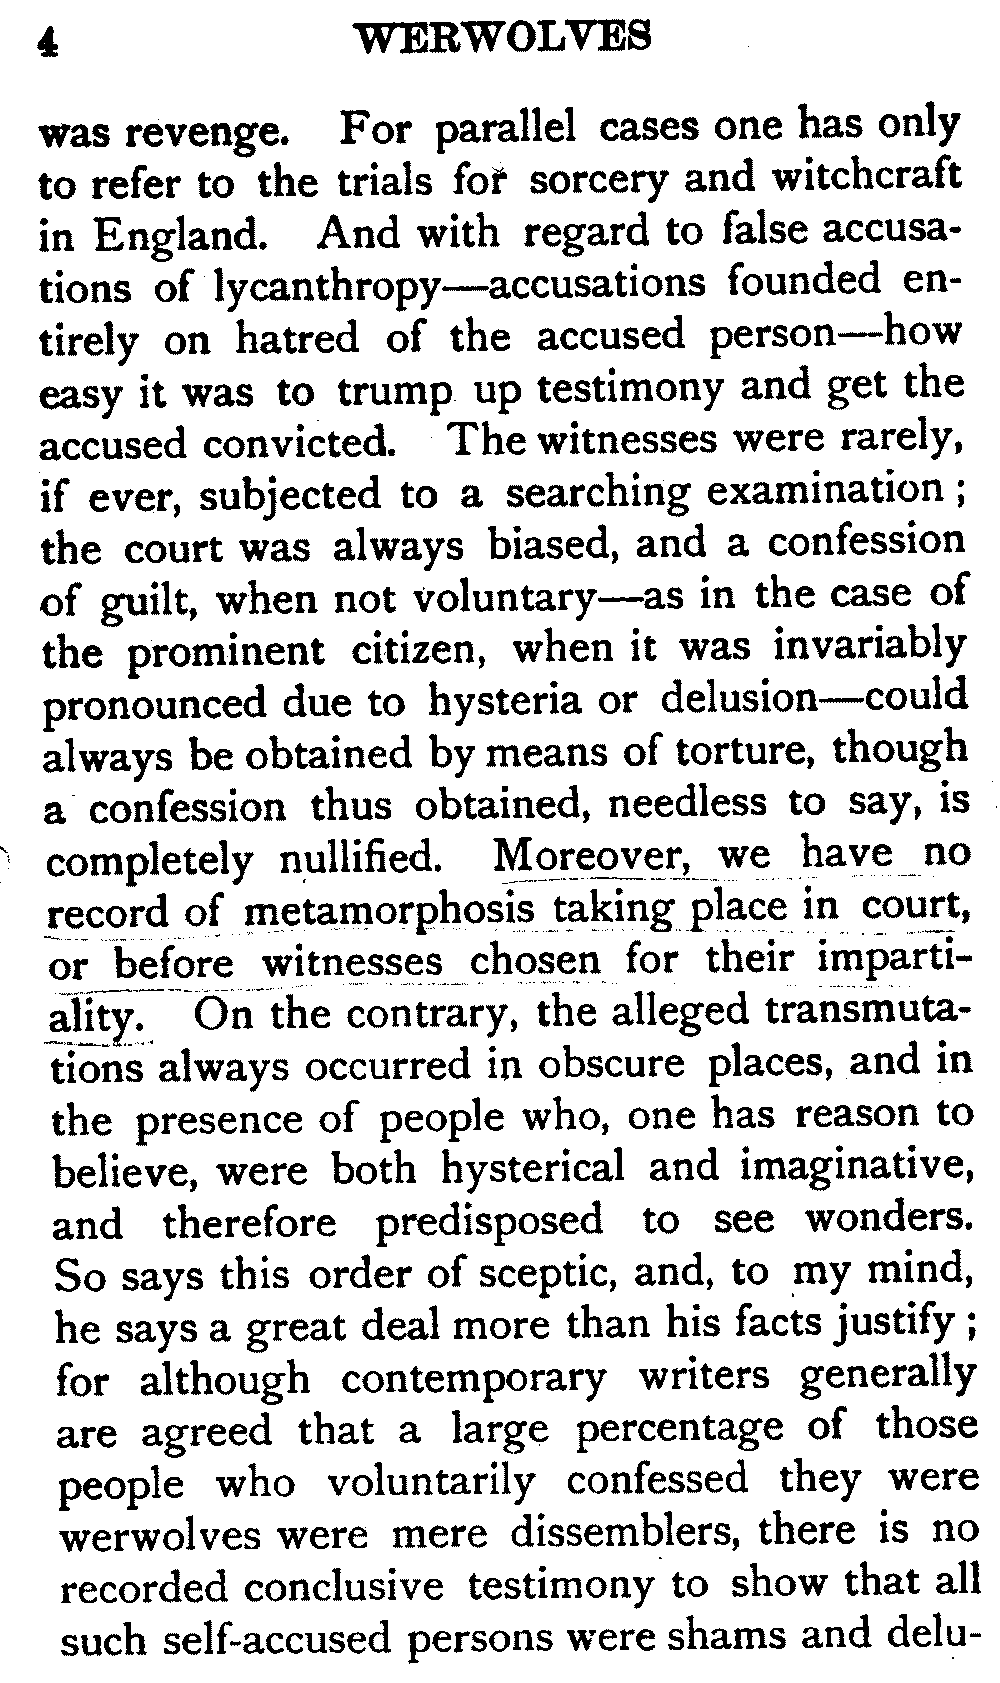 4 WERWOLVES
was revenge. For parallel cases one has only
to refer to the trials for sorcery and witchcraft
in England. And with regard to false accusa-
tions of lycanthropy—accusations founded en-
tirely on hatred of the accused person—how
easy it was to trump up testimony and get the
accused convicted. The witnesses were rarely,
if ever, subjected to a searching examination ;
the court was always biased, and a confession
of guilt, when not voluntary—as in the case of
the prominent citizen, when it was invariably
pronounced due to hysteria or delusion—could
always be obtained by means of torture, though
a confession thus obtained, needless to say, is
completely nullified. Moreover, we have no
record of metamorphosis taking place in court,
or before witnesses chosen for their imparti-
ality. On the contrary, the alleged transmuta-
tions always occurred in obscure places, and in
the presence of people who, one has reason to
believe, were both hysterical and imaginative,
and therefore predisposed to see wonders.
So says this order of sceptic, and, to my mind,
he says a great deal more than his facts justify ;
for although contemporary writers generally
are agreed that a large percentage of those
people who voluntarily confessed they were
werwolves were mere dissemblers, there is no
recorded conclusive testimony to show that all
such self-accused persons were shams and delu-